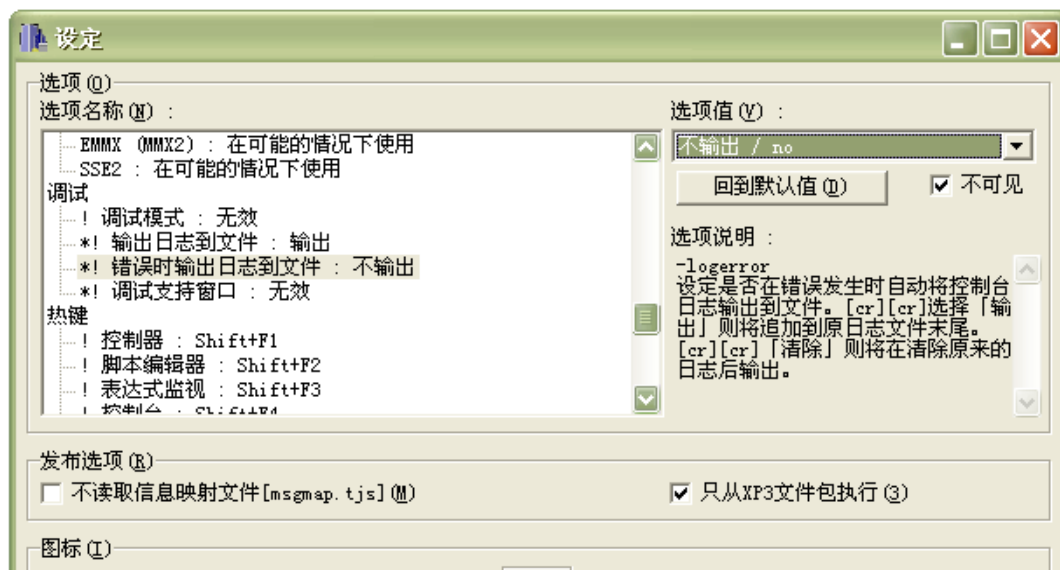 设定
选项(O)
选项名称(N) :
EMMX (MMX2) : 在可能的情况下使用
SSE2 : 在可能的情况下使用
调试
! 调试模式 : 无效
*! 输出日志到文件 : 输出
*! 错误时输出日志到文件 : 不输出
*! 调试支持窗口 : 无效
热键
! 控制器 : Shift+F1
! 脚本编辑器 : Shift+F2
! 表达式监视 : Shift+F3
! 控制台 : Shift+F4
选项值(V) :
不输出 / no
回到默认值(D)
不可见
选项说明 :
-logerror
设定是否在错误发生时自动将控制台
日志输出到文件。[cr][cr]选择「输
出」则将追加到原日志文件末尾。
[cr][cr]「清除」则将在清除原来的
日志后输出。
发布选项(R)
不读取信息映射文件[msgmap.tjs](M)
只从XP3文件包执行(3)
图标(I)